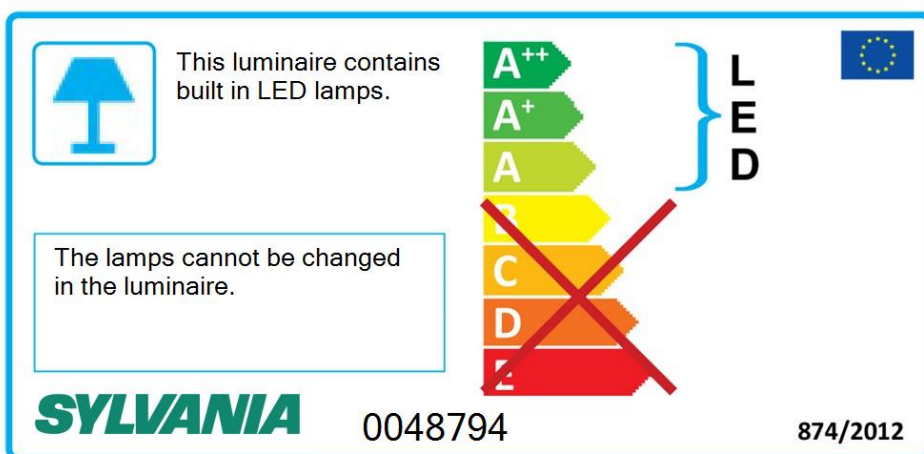 This luminaire contains
built in LED lamps.
The lamps cannot be changed
in the luminaire.
A++
A+
A
B
C
D
E
L
E
D
SYLVANIA
0048794
874/2012